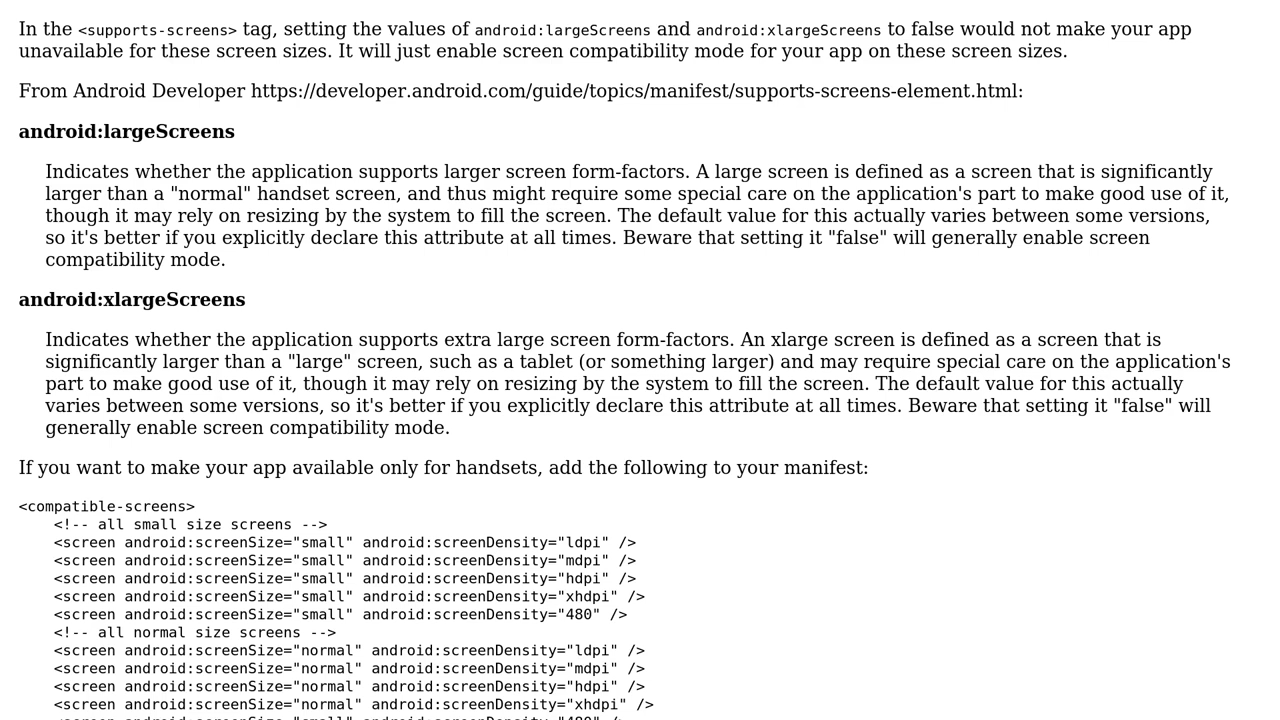 In the <supports-screens> tag, setting the values of android:largeScreens and android:xlargeScreens to false would not make your app
unavailable for these screen sizes. It will just enable screen compatibility mode for your app on these screen sizes.
From Android Developer https://developer.android.com/guide/topics/manifest/supports-screens-element.html:
android:largeScreens
Indicates whether the application supports larger screen form-factors. A large screen is defined as a screen that is significantly
larger than a "normal" handset screen, and thus might require some special care on the application's part to make good use of it,
though it may rely on resizing by the system to fill the screen. The default value for this actually varies between some versions,
so it's better if you explicitly declare this attribute at all times. Beware that setting it "false" will generally enable screen
compatibility mode.
android:xlargeScreens
Indicates whether the application supports extra large screen form-factors. An xlarge screen is defined as a screen that is
significantly larger than a "large" screen, such as a tablet (or something larger) and may require special care on the application's
part to make good use of it, though it may rely on resizing by the system to fill the screen. The default value for this actually
varies between some versions, so it's better if you explicitly declare this attribute at all times. Beware that setting it "false" will
generally enable screen compatibility mode.
If you want to make your app available only for handsets, add the following to your manifest:
<compatible-screens>
    <!-- all small size screens -->
    <screen android:screenSize="small" android:screenDensity="ldpi" />
    <screen android:screenSize="small" android:screenDensity="mdpi" />
    <screen android:screenSize="small" android:screenDensity="hdpi" />
    <screen android:screenSize="small" android:screenDensity="xhdpi" />
    <screen android:screenSize="small" android:screenDensity="480" />
    <!-- all normal size screens -->
    <screen android:screenSize="normal" android:screenDensity="ldpi" />
    <screen android:screenSize="normal" android:screenDensity="mdpi" />
    <screen android:screenSize="normal" android:screenDensity="hdpi" />
    <screen android:screenSize="normal" android:screenDensity="xhdpi" />